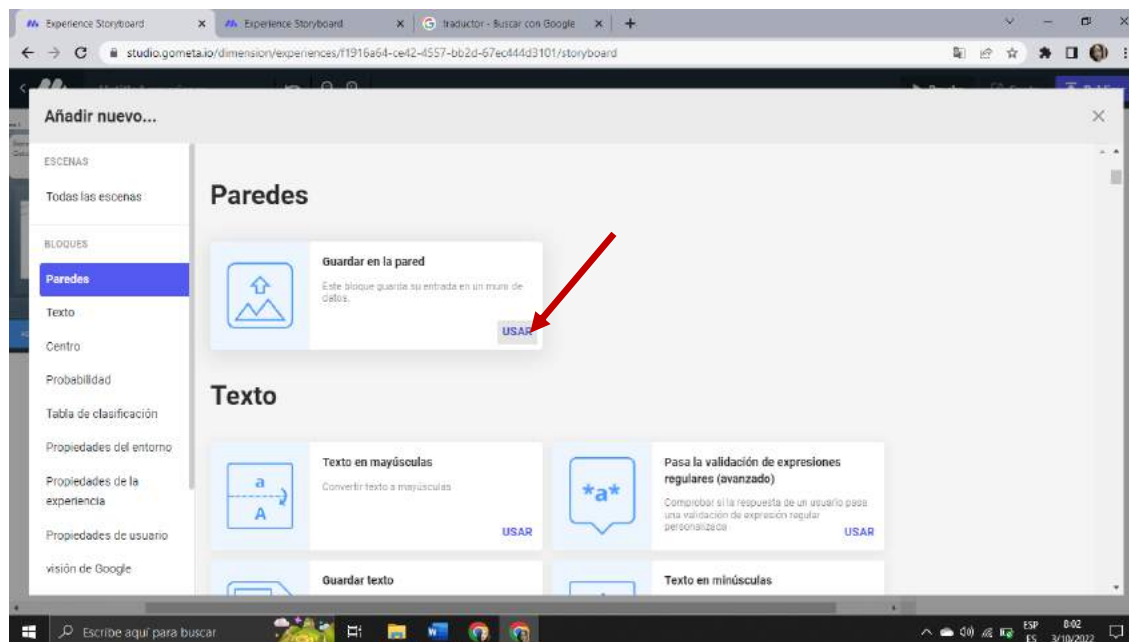 Experience Storyboard
Experience Storyboard
traductor - Buscar con Google
studio.gometa.io/dimension/experiences/f1916a64-ce42-4557-bb2d-67ec444d3101/storyboard
Añadir nuevo...
ESCENAS
Todas las escenas
BLOQUES
Paredes
Texto
Centro
Probabilidad
Tabla de clasificación
Propiedades del entorno
Propiedades de la
experiencia
Propiedades de usuario
visión de Google
Paredes
Guardar en la pared
Este bloque guarda su entrada en un muro de
datos.
USAR
Texto
a
A
Texto en mayúsculas
Convertir texto a mayúsculas
USAR
*a*
Pasa la validación de expresiones
regulares (avanzado)
Comprobar si la respuesta de un usuario pasa
una validación de expresión regular
personalizada
USAR
Guardar texto
Texto en minúsculas
Escribe aquí para buscar
ESP
ES
8:02
3/10/2022